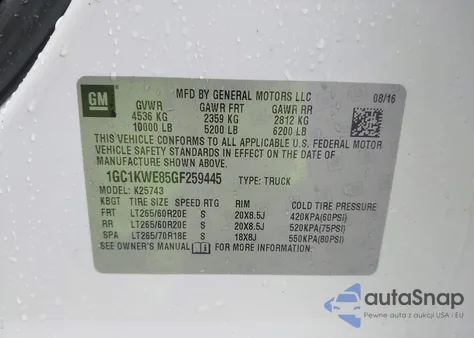 MFD BY GENERAL MOTORS LLC
GM
GVWR GAWR FRT GAWR RR 08/16
4536 KG 2359 KG 2812 KG
10000 LB 5200 LB 6200 LB
THIS VEHICLE CONFORMS TO ALL APPLICABLE U.S. FEDERAL MOTOR
VEHICLE SAFETY STANDARDS IN EFFECT ON THE DATE OF
MANUFACTURE SHOWN ABOVE.
1GC1KWE85GF259445 TYPE: TRUCK
MODEL: K25743
KBGT TIRE SIZE SPEED RTG RIM COLD TIRE PRESSURE
FRT LT265/60R20E S 20X8.5J 420KPA(60PSI)
RR LT265/60R20E S 20X8.5J 520KPA(75PSI)
SPA LT265/70R18E S 18X8J 550KPA(80PSI)
SEE OWNER'S MANUAL FOR MORE INFORMATION.
autoSnap
Pewne auta z aukcji USA i EU